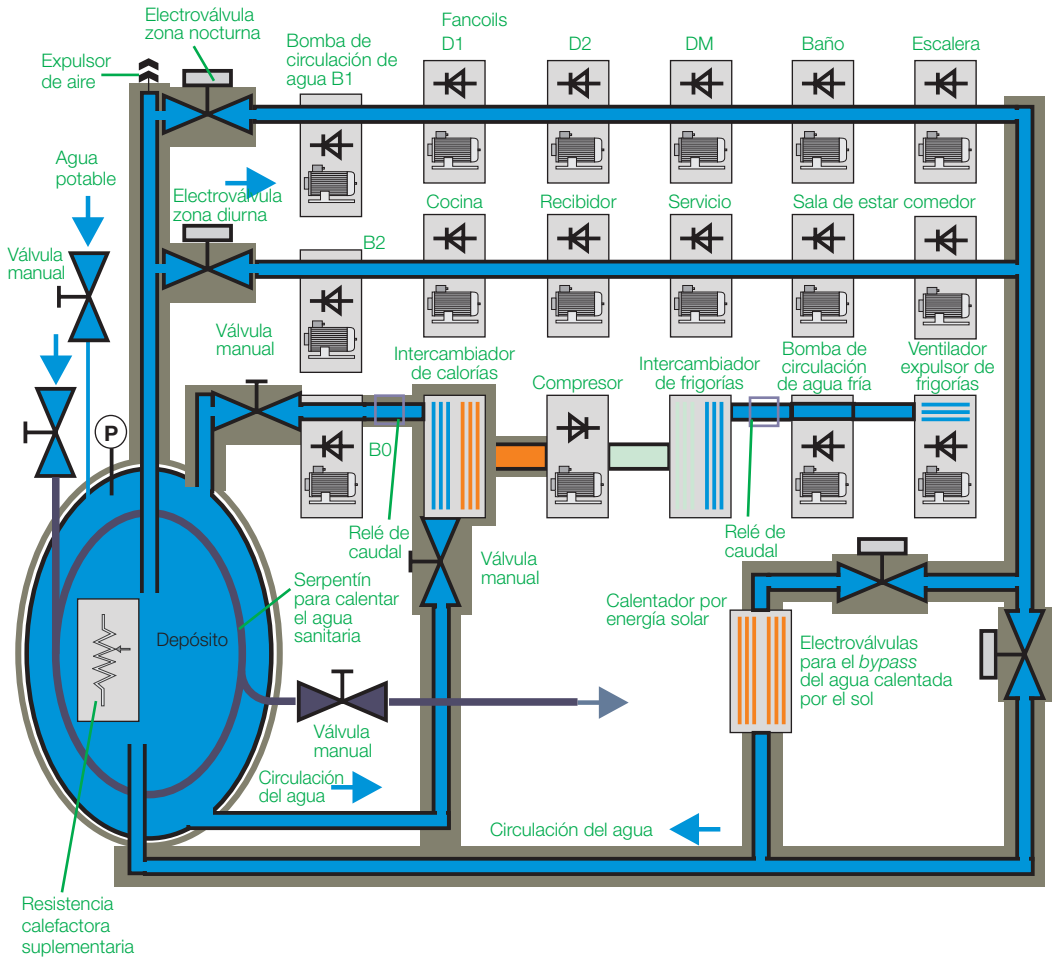 Electroválvula
zona nocturna
Expulsor
de aire
Bomba de
circulación de
agua B1
Fancoils
D1
D2
DM
Baño
Escalera
Agua
potable
Electroválvula
zona diurna
Válvula
manual
B2
Cocina
Recibidor
Servicio
Sala de estar comedor
Válvula
manual
Intercambiador
de calorías
Compresor
Intercambiador
de frigorías
Bomba de
circulación
de agua fría
Ventilador
expulsor de
frigorías
P
B0
Relé de
caudal
Válvula
manual
Relé de
caudal
Serpentín
para calentar
el agua
sanitaria
Depósito
Calentador por
energía solar
Electroválvulas
para el bypass
del agua calentada
por el sol
Válvula
manual
Circulación
del agua
Circulación del agua
Resistencia
calefactora
suplementaria